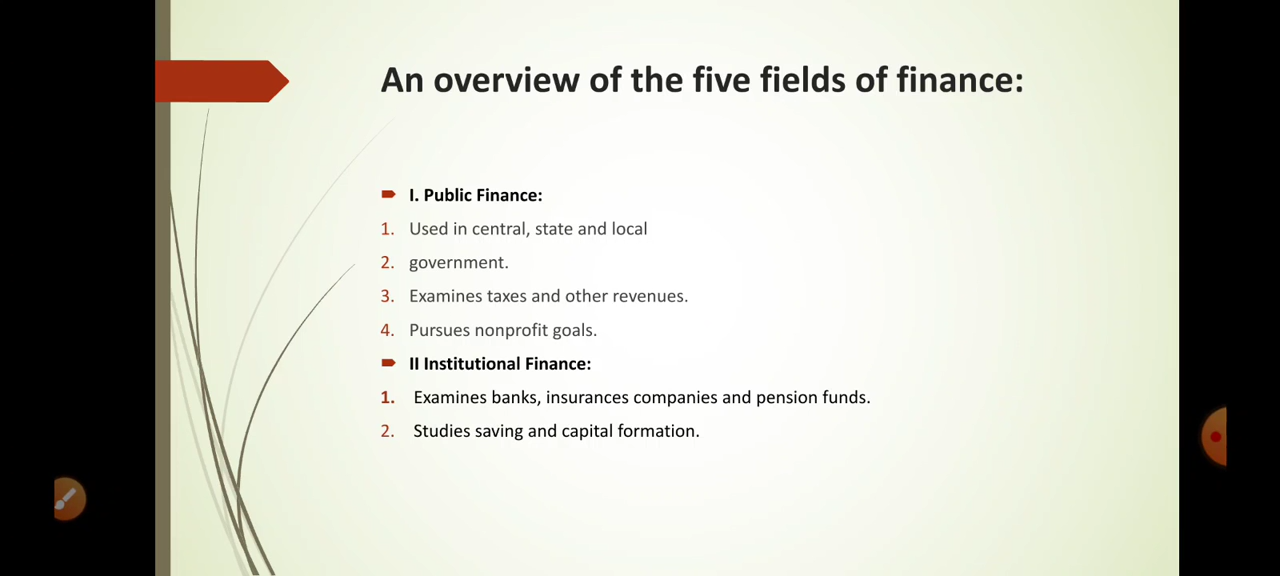 An overview of the five fields of finance:
I. Public Finance:
1. Used in central, state and local
2. government.
3. Examines taxes and other revenues.
4. Pursues nonprofit goals.
II Institutional Finance:
1. Examines banks, insurances companies and pension funds.
2. Studies saving and capital formation.